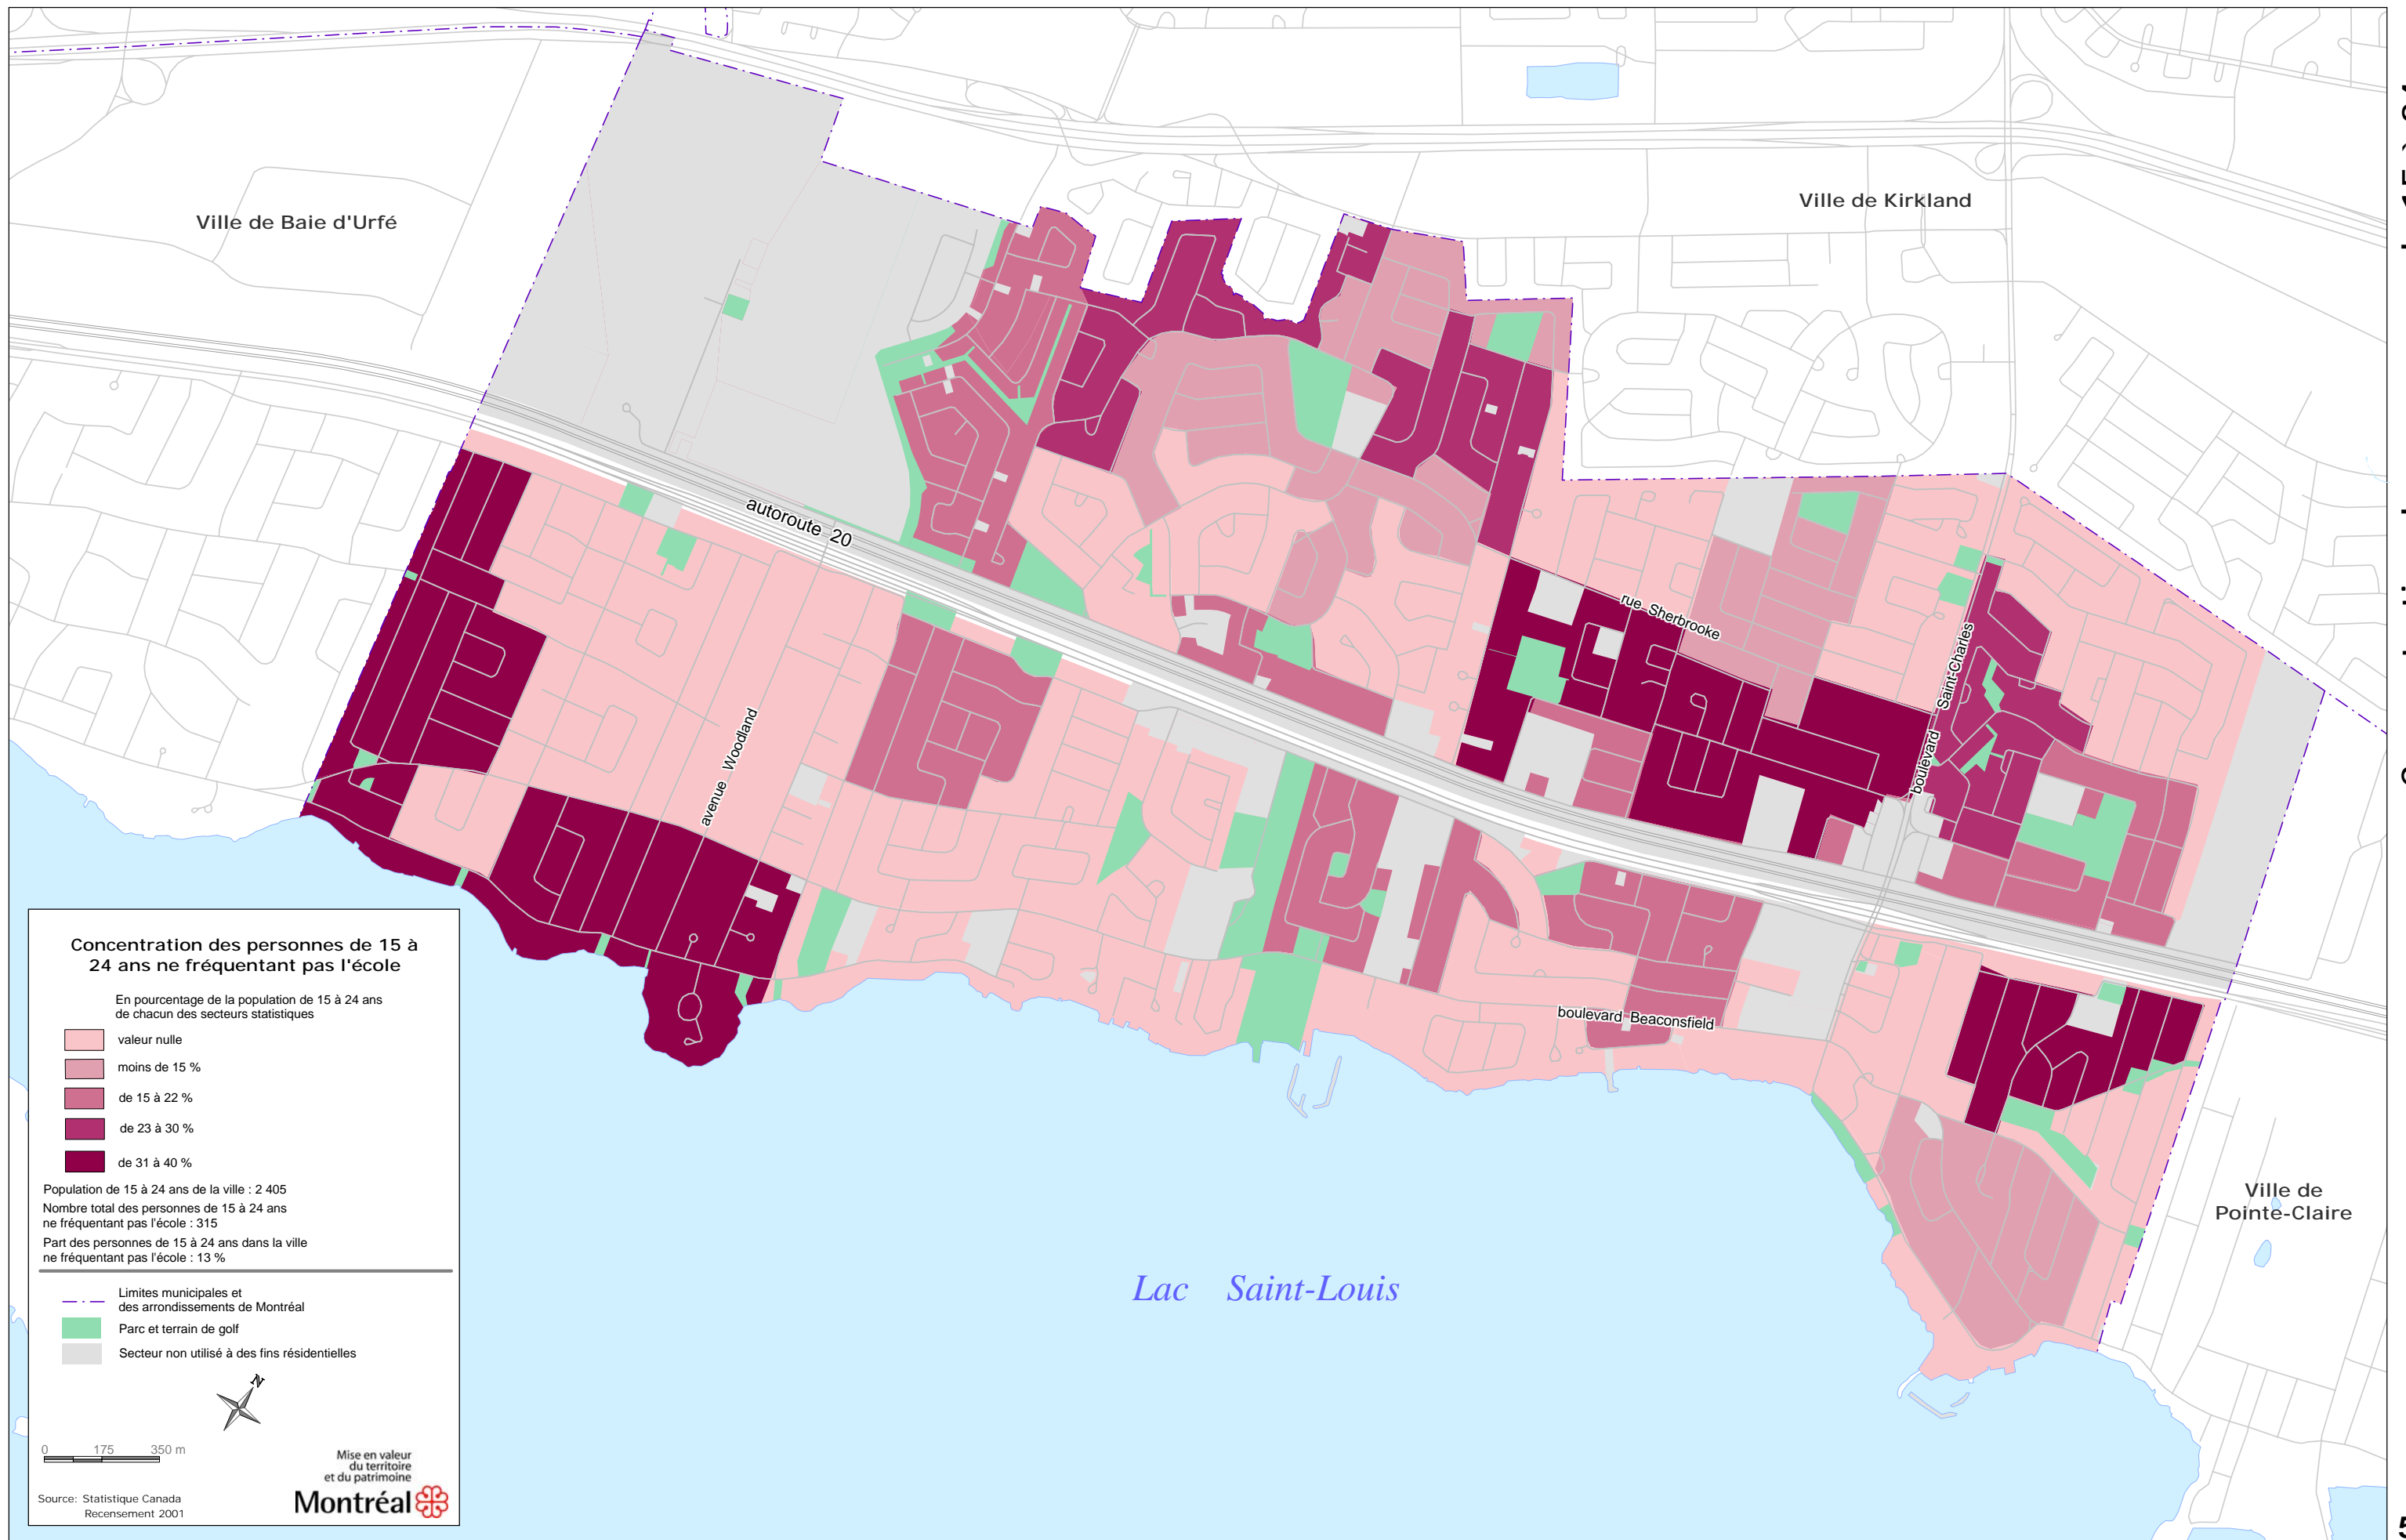 Ville de Baie d'Urfé
Ville de Kirkland
autoroute 20
rue Sherbrooke
boulevard Saint-Charles
avenue Woodland
boulevard Beaconsfield
Ville de
Pointe-Claire
Lac Saint-Louis
Concentration des personnes de 15 à
24 ans ne fréquentant pas l'école
En pourcentage de la population de 15 à 24 ans
de chacun des secteurs statistiques
valeur nulle
moins de 15 %
de 15 à 22 %
de 23 à 30 %
de 31 à 40 %
Population de 15 à 24 ans de la ville : 2 405
Nombre total des personnes de 15 à 24 ans
ne fréquentant pas l'école : 315
Part des personnes de 15 à 24 ans dans la ville
ne fréquentant pas l'école : 13 %
Limites municipales et
des arrondissements de Montréal
Parc et terrain de golf
Secteur non utilisé à des fins résidentielles
N
0 175 350 m
Mise en valeur
du territoire
et du patrimoine
Montréal
Source: Statistique Canada
Recensement 2001